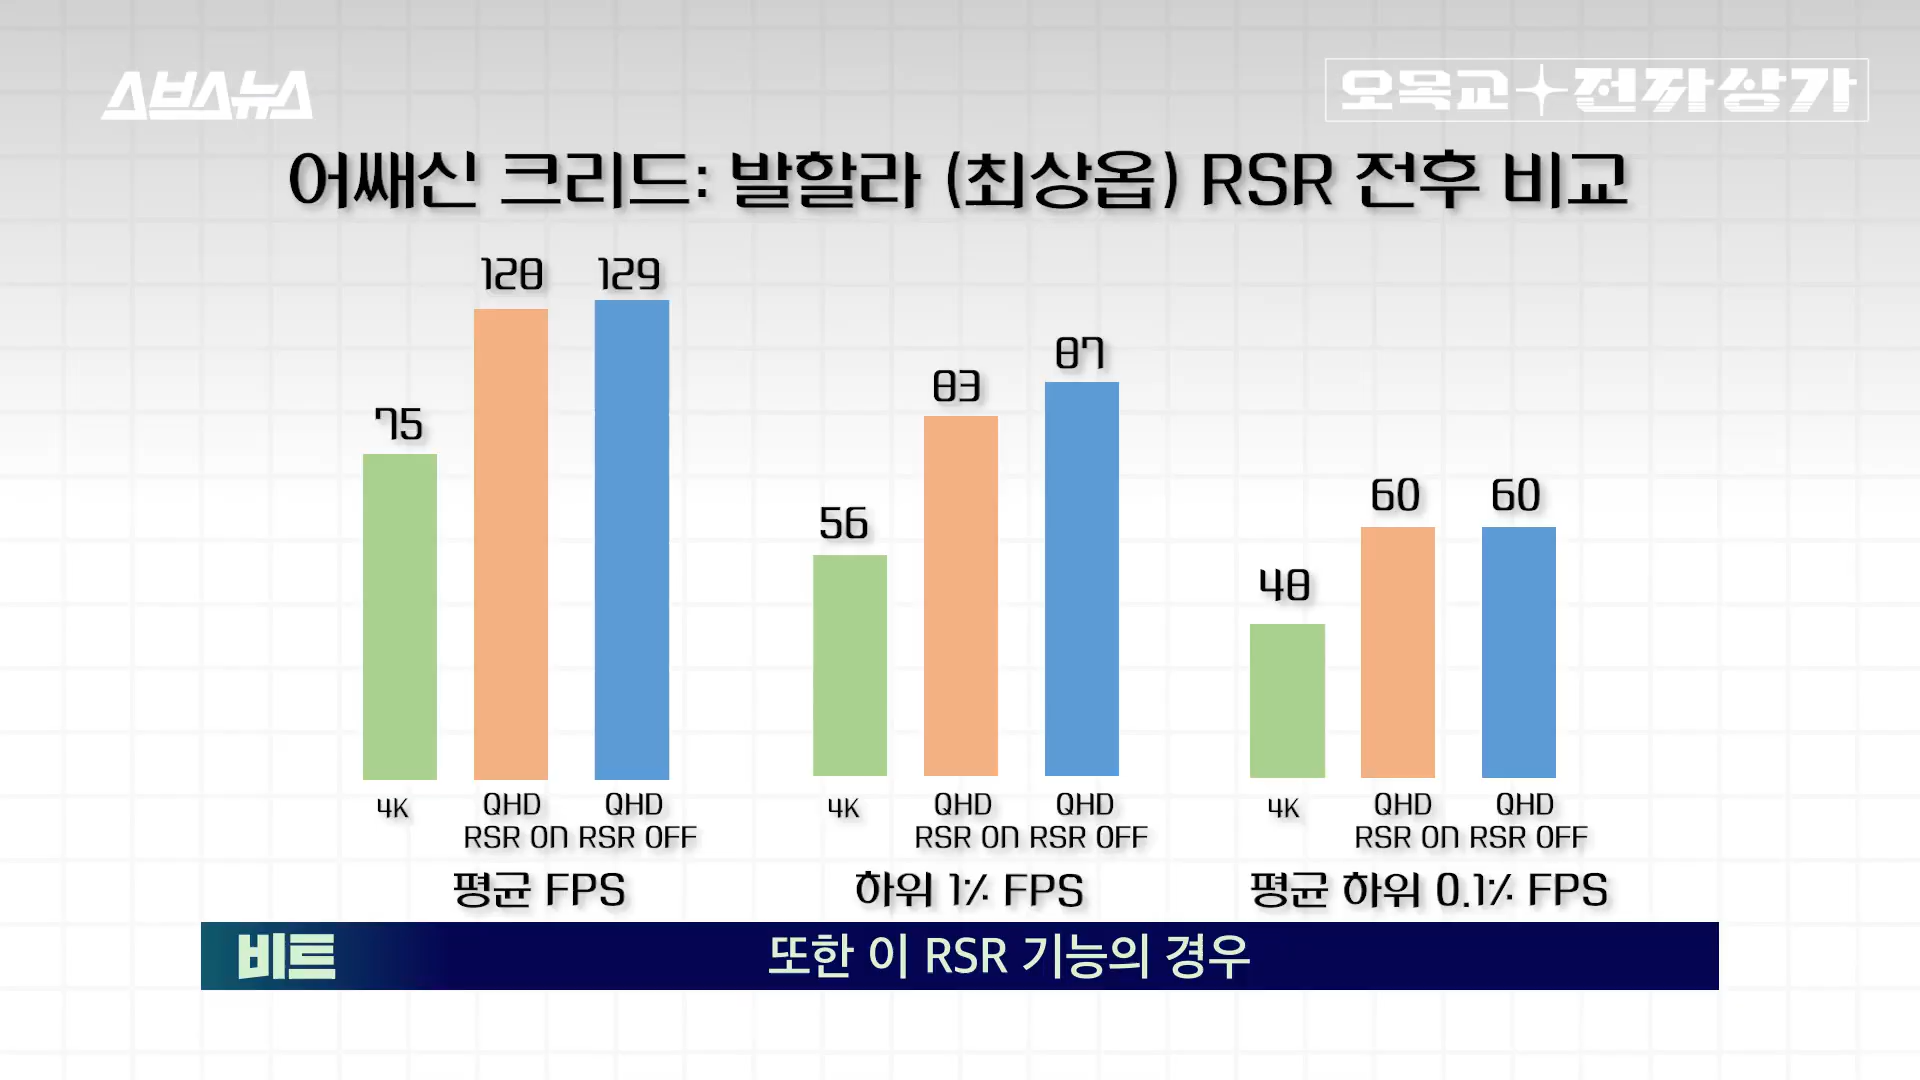 스브스뉴스
오목교 전자상가
어쌔신 크리드: 발할라 (최상옵) RSR 전후 비교
75
128
129
56
83
87
48
60
60
4K
QHD
RSR ON
QHD
RSR OFF
4K
QHD
RSR ON
QHD
RSR OFF
4K
QHD
RSR ON
QHD
RSR OFF
평균 FPS
하위 1% FPS
평균 하위 0.1% FPS
비트
또한 이 RSR 기능의 경우